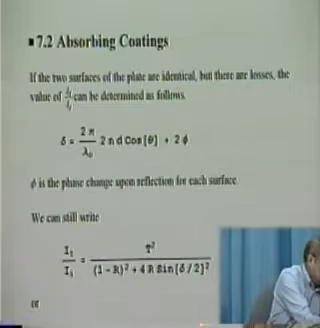 ▪ 7.2 Absorbing Coatings
If the two surfaces of the plate are identical, but there are losses, the
value of I_t/I_i can be determined as follows.
δ = 2π/λ₀ 2 n d Cos[θ] + 2 ϕ
ϕ is the phase change upon reflection for each surface.
We can still write
I_t/I_i = T²/((1 - R)² + 4 R Sin[δ/2]²)
or